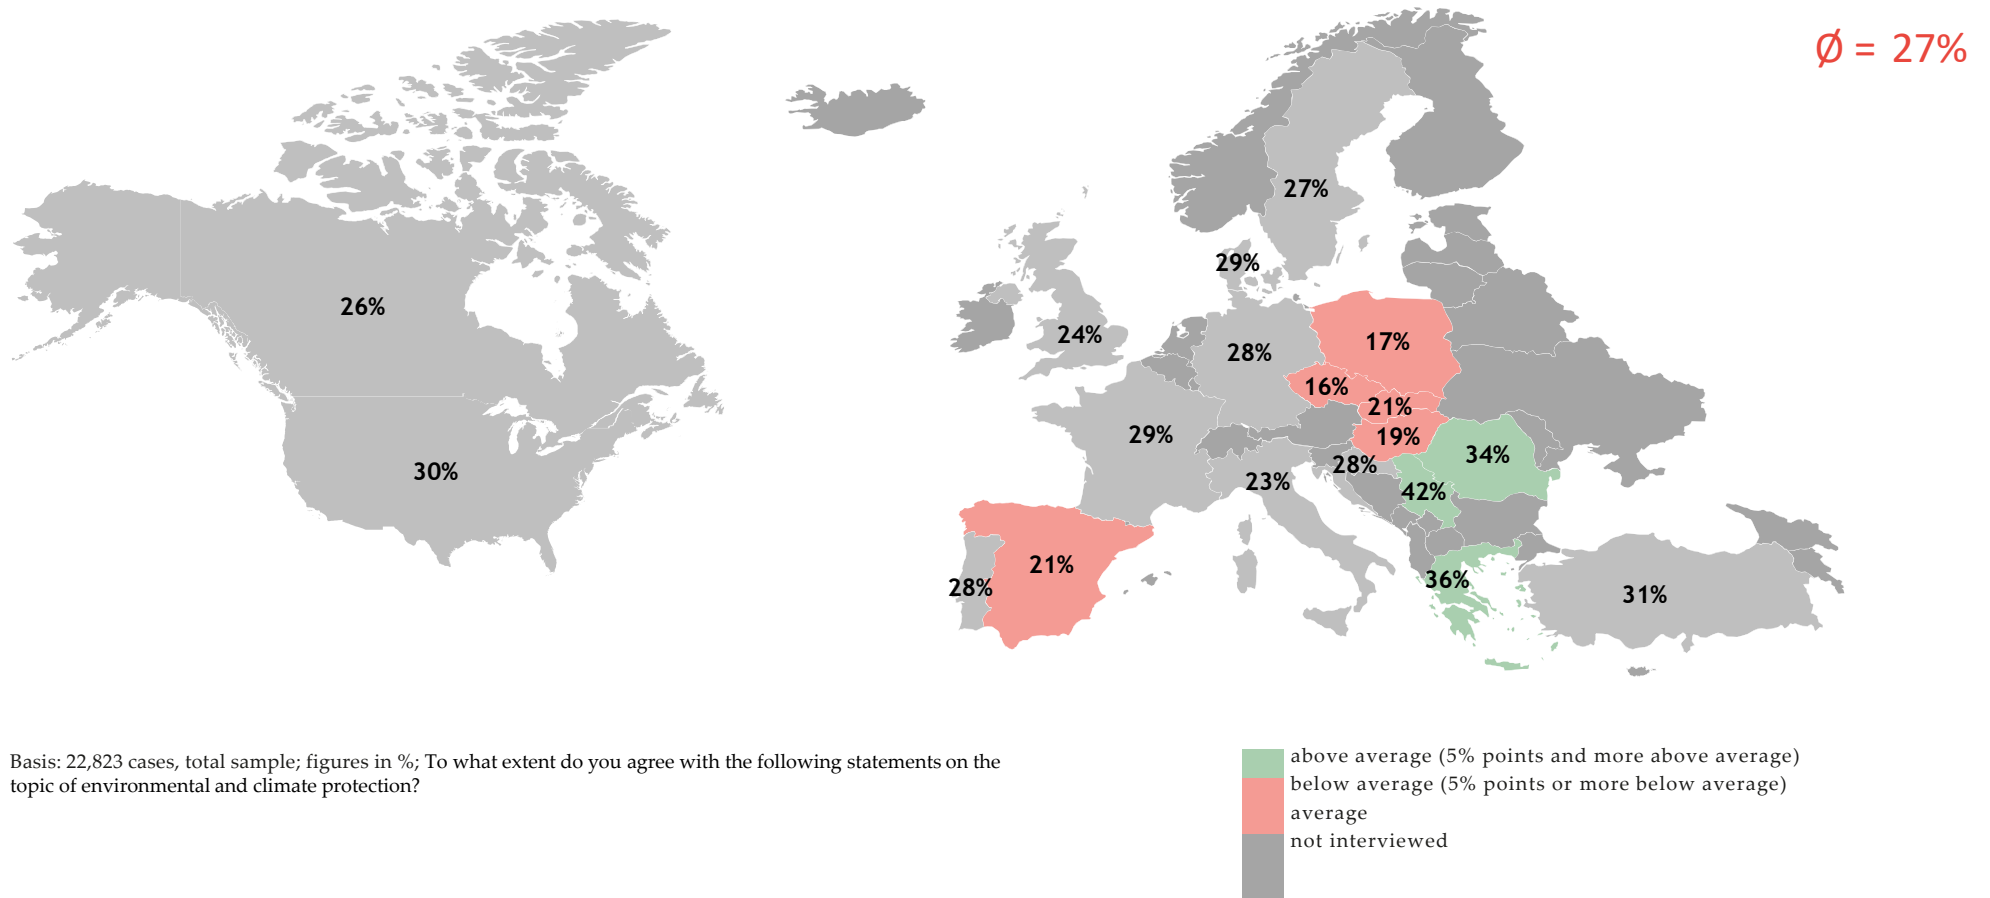 Ø = 27%
27%
29%
26%
24%
28%
17%
16%
21%
29%
19%
34%
28%
30%
23%
42%
21%
36%
28%
31%
Basis: 22,823 cases, total sample; figures in %; To what extent do you agree with the following statements on the
topic of environmental and climate protection?
above average (5% points and more above average)
below average (5% points or more below average)
average
not interviewed